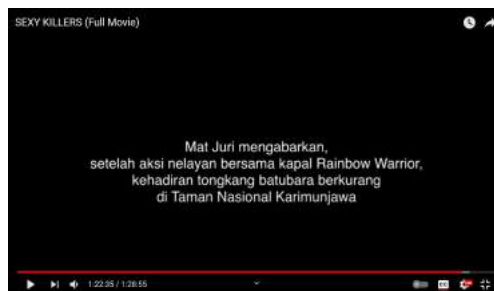 SEXY KILLERS (Full Movie)
Mat Juri mengabarkan,
setelah aksi nelayan bersama kapal Rainbow Warrior,
kehadiran tongkang batubara berkurang
di Taman Nasional Karimunjawa
1:22:35 / 1:28:55